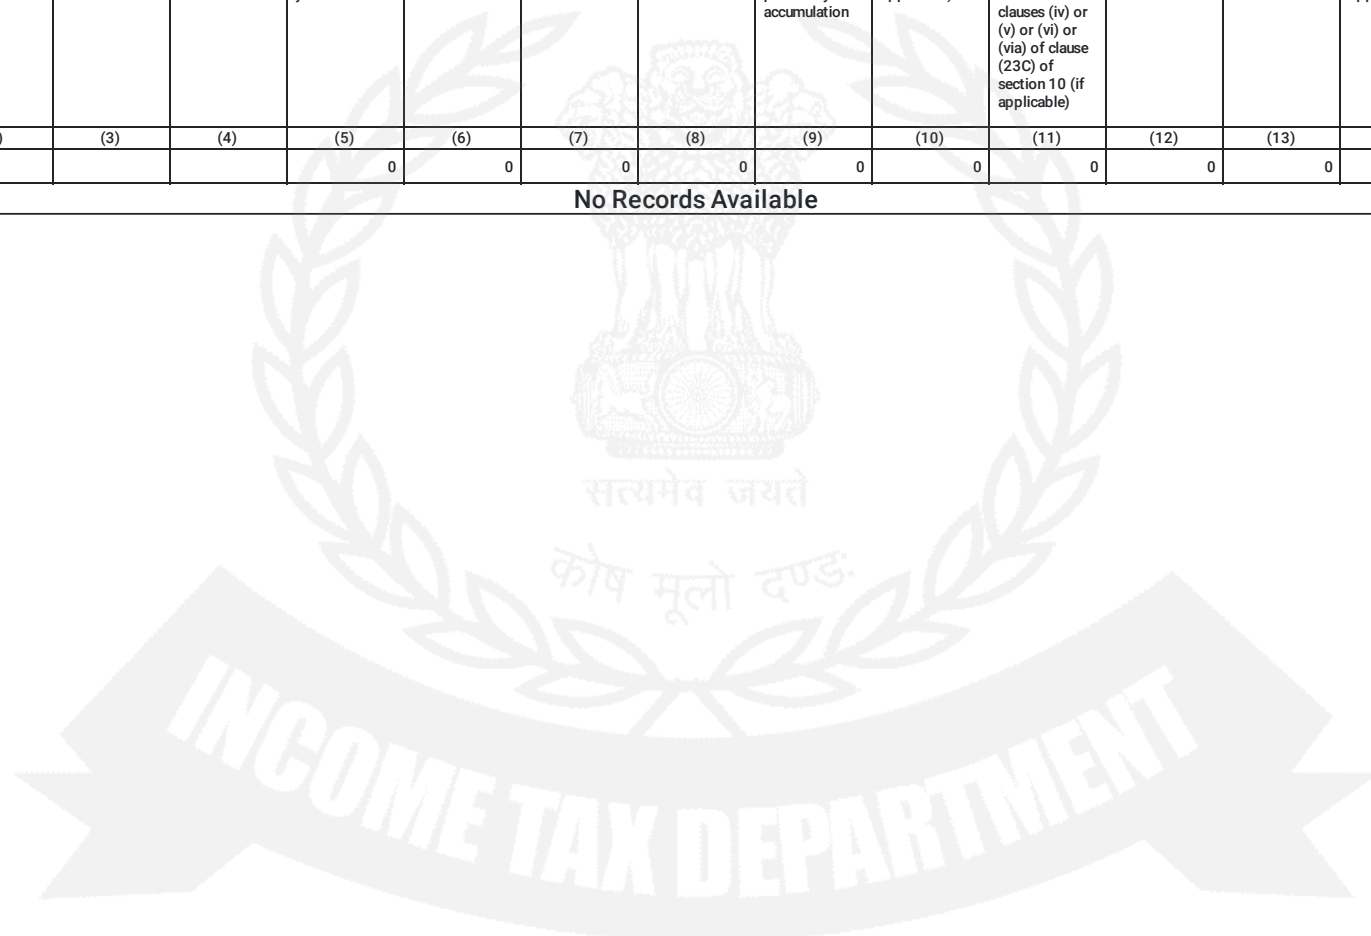 accumulation
clauses (iv) or
(v) or (vi) or
(via) of clause
(23C) of
section 10 (if
applicable)
(3) (4) (5) (6) (7) (8) (9) (10) (11) (12) (13)
0 0 0 0 0 0 0 0 0
No Records Available
सत्यमेव जयते
कोष मूलो दण्डः
INCOME TAX DEPARTMENT